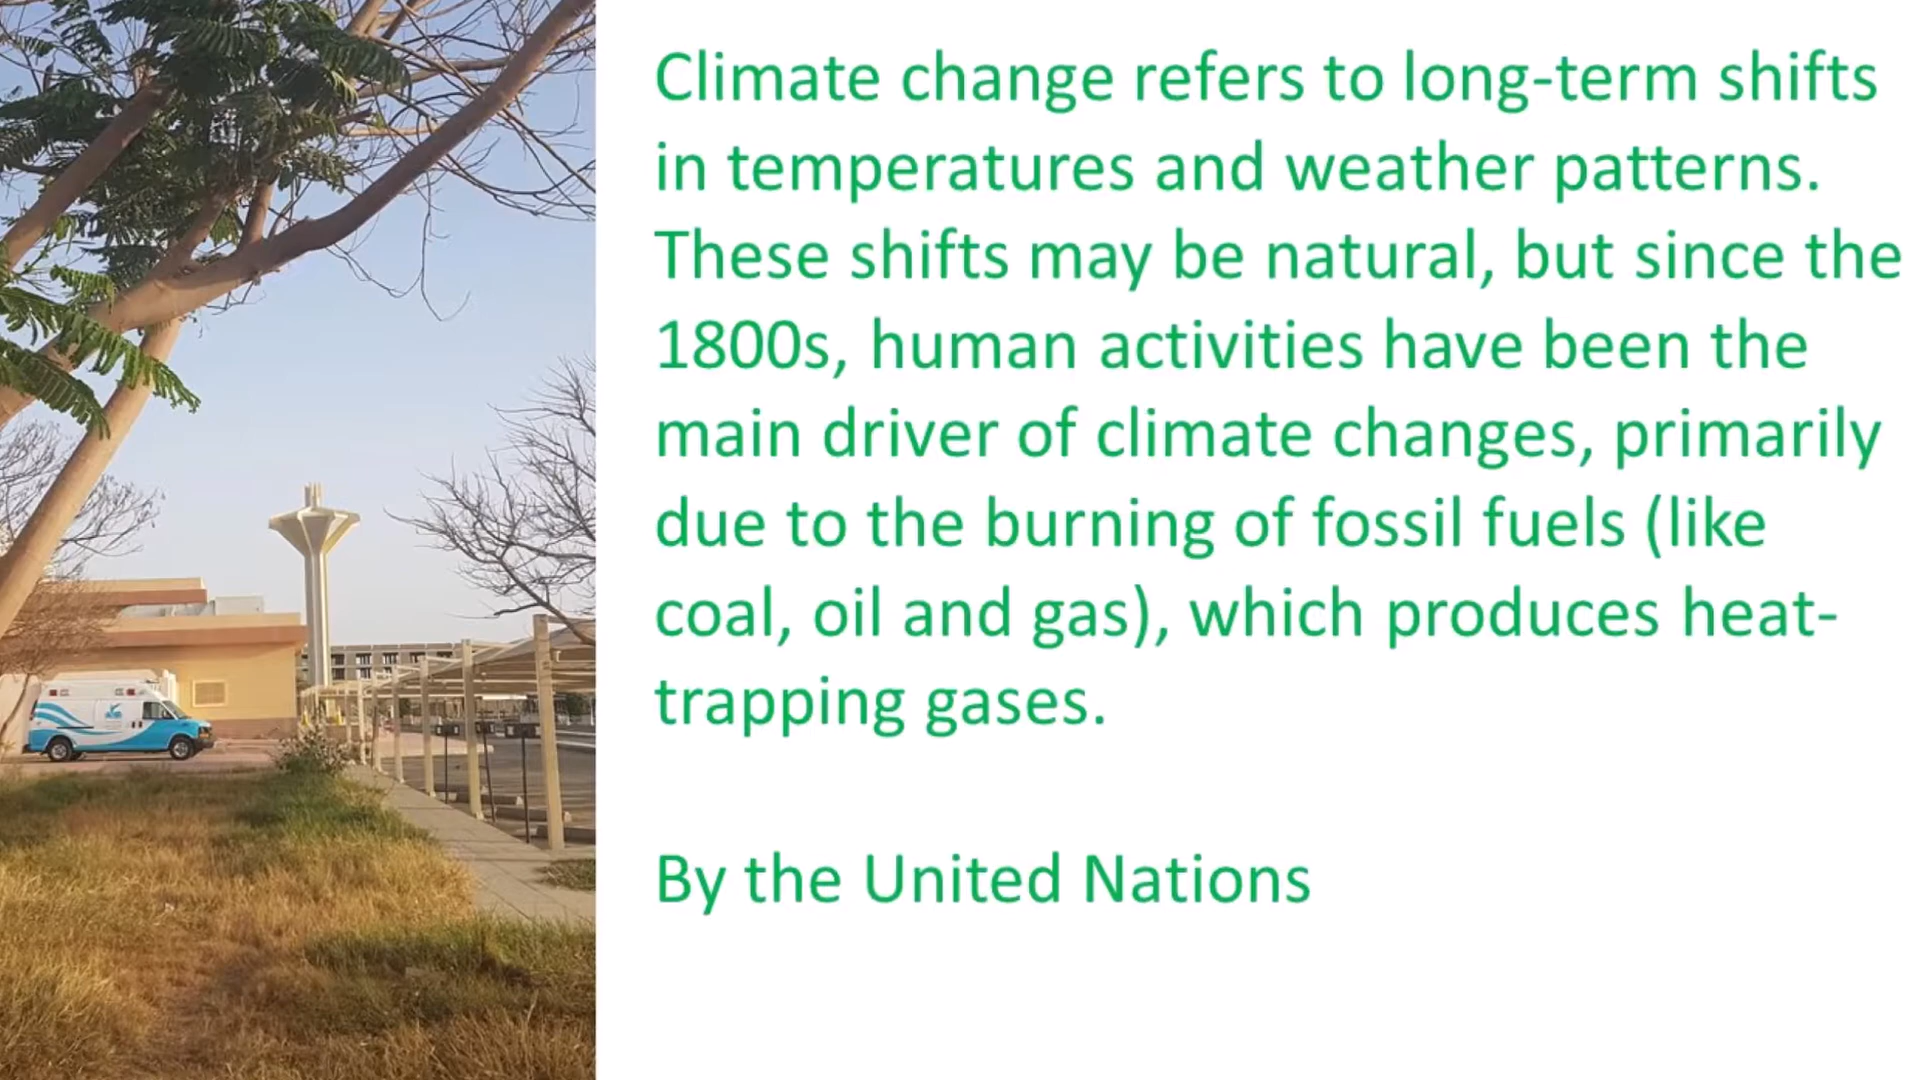 Climate change refers to long-term shifts
in temperatures and weather patterns.
These shifts may be natural, but since the
1800s, human activities have been the
main driver of climate changes, primarily
due to the burning of fossil fuels (like
coal, oil and gas), which produces heat-
trapping gases.
By the United Nations